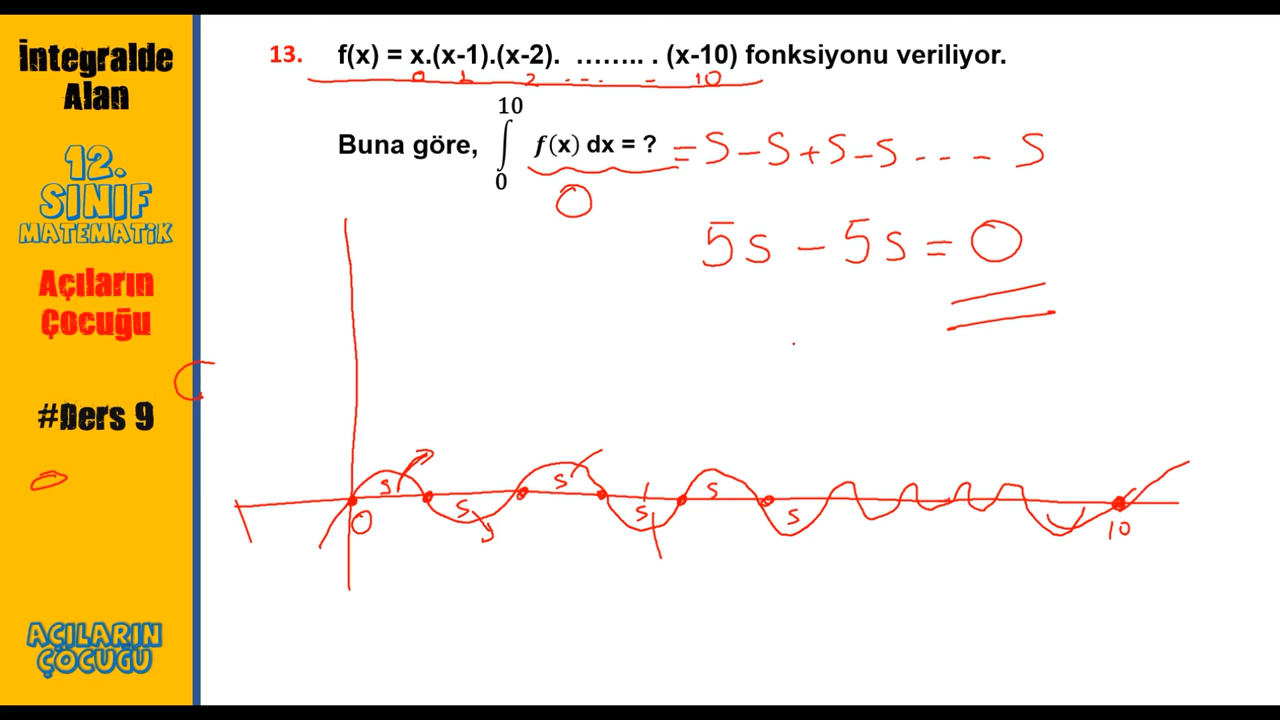 İntegralde
Alan
12.
SINIF
MATEMATİK
Açıların
Çocuğu
#Ders 9
AÇILARIN
ÇOCUĞU
13. f(x) = x.(x-1).(x-2). …….. . (x-10) fonksiyonu veriliyor.
0 1 2 ... - 10
10
Buna göre, ∫ f(x) dx = ? = S - S + S - S ... - S
0
0
5s - 5s = 0
s s s s s s
0 10